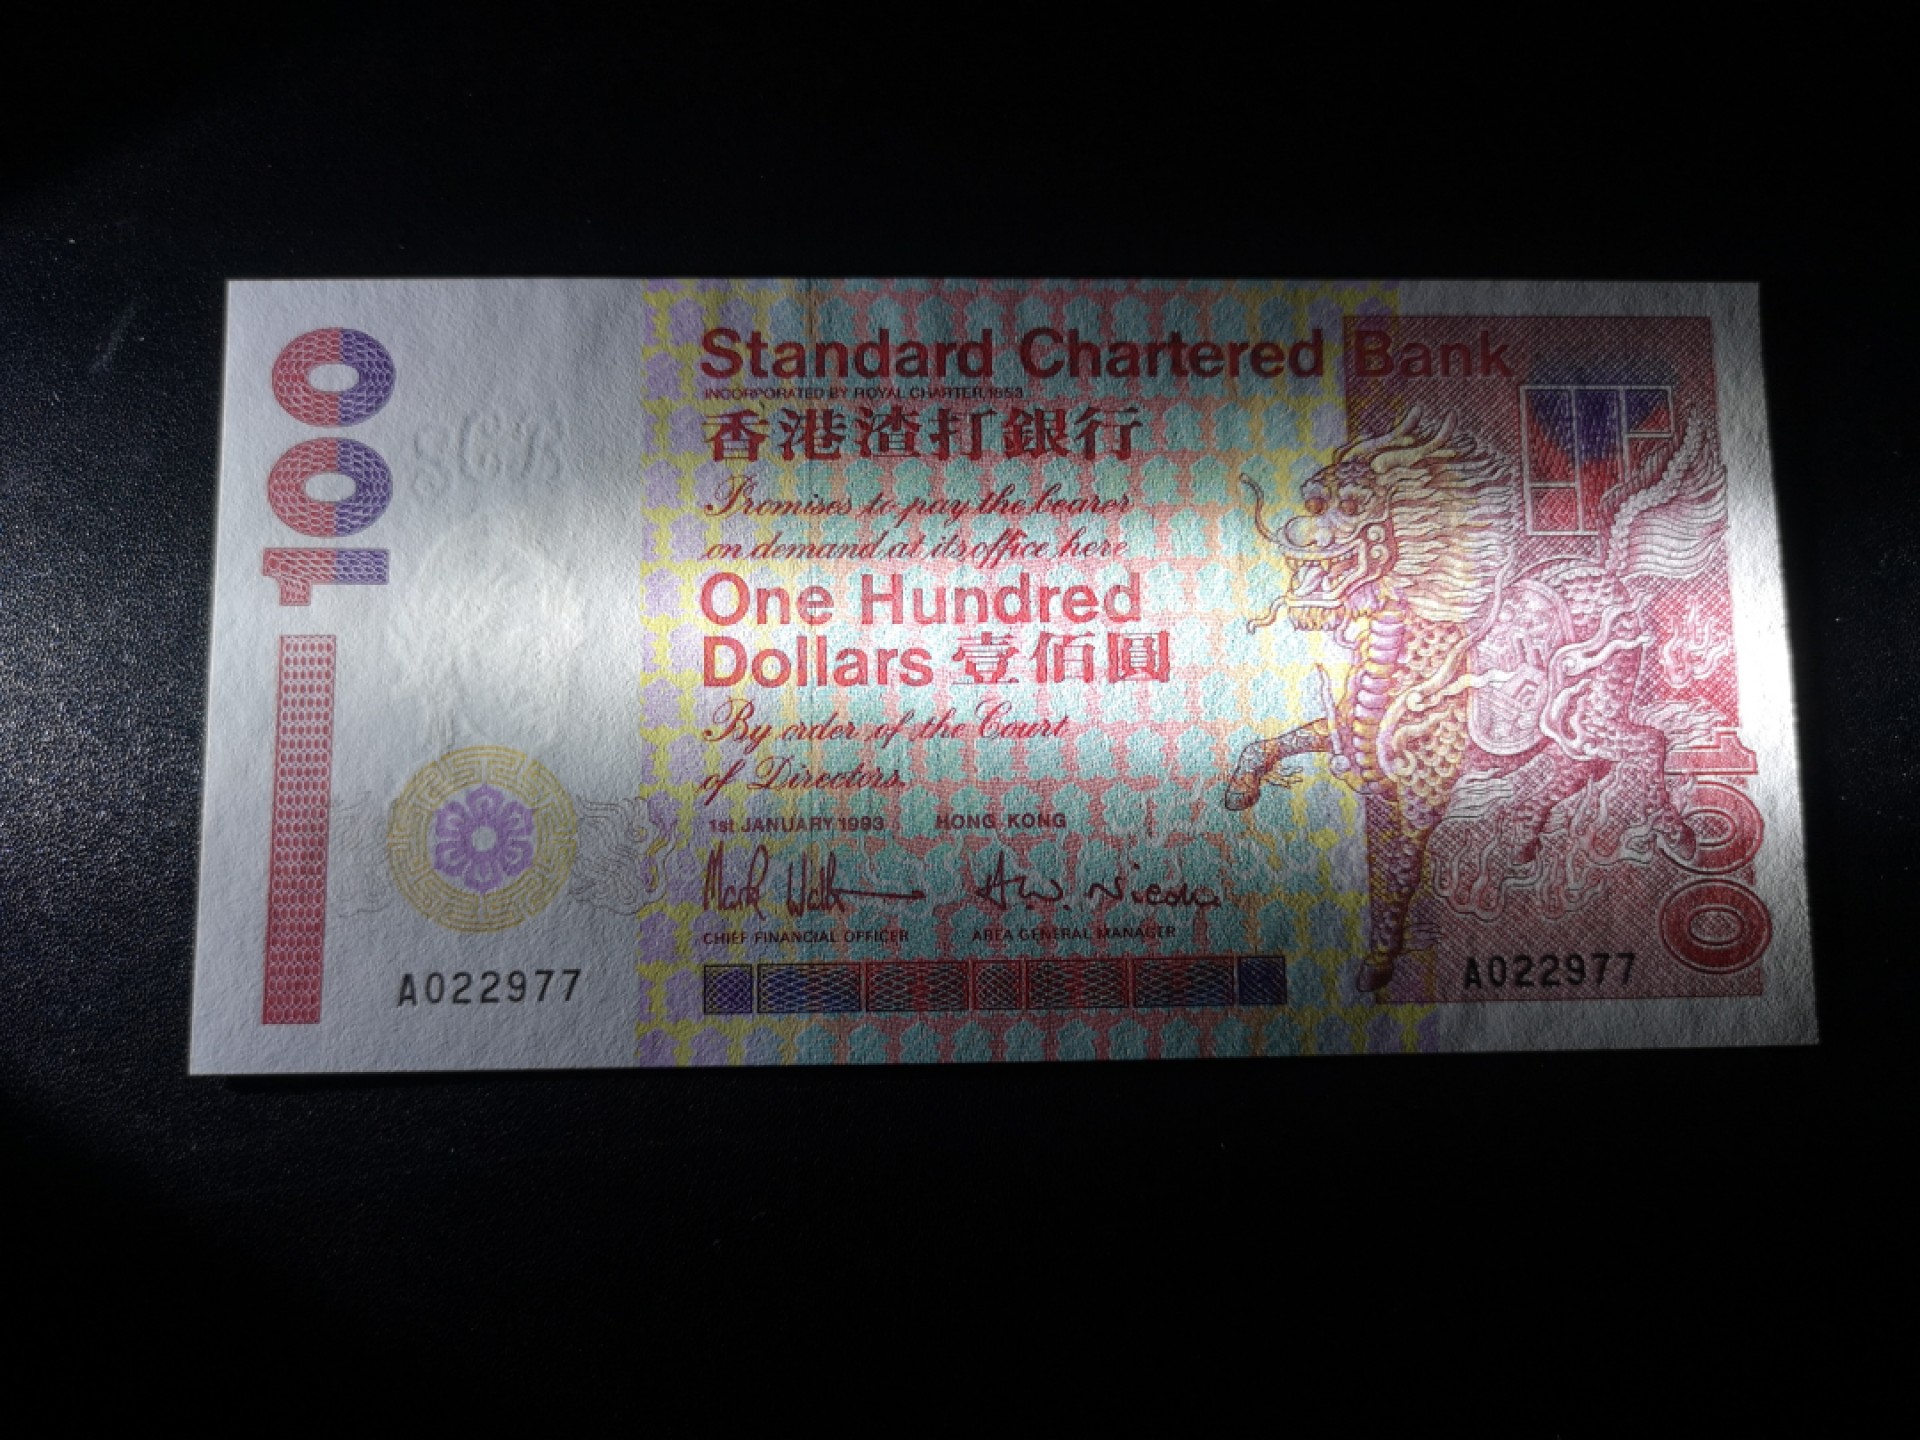 100
SCB
Standard Chartered Bank
INCORPORATED BY ROYAL CHARTER 1853
香港渣打銀行
Promises to pay the bearer
on demand at its office here
One Hundred
Dollars 壹佰圓
By order of the Court
of Directors.
1st JANUARY 1993 HONG KONG
CHIEF FINANCIAL OFFICER AREA GENERAL MANAGER
A022977
A022977
100